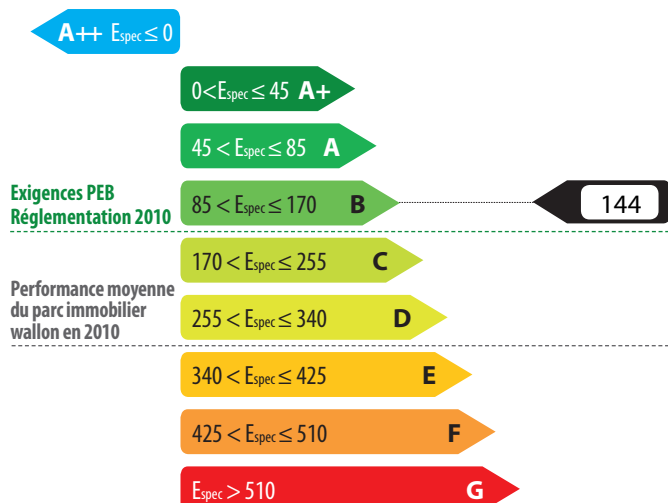 A++ Espec ≤ 0
0<Espec ≤ 45 A+
45 < Espec ≤ 85 A
Exigences PEB
Réglementation 2010
85 < Espec ≤ 170 B
144
170 < Espec ≤ 255 C
Performance moyenne
du parc immobilier
wallon en 2010
255 < Espec ≤ 340 D
340 < Espec ≤ 425 E
425 < Espec ≤ 510 F
Espec > 510 G